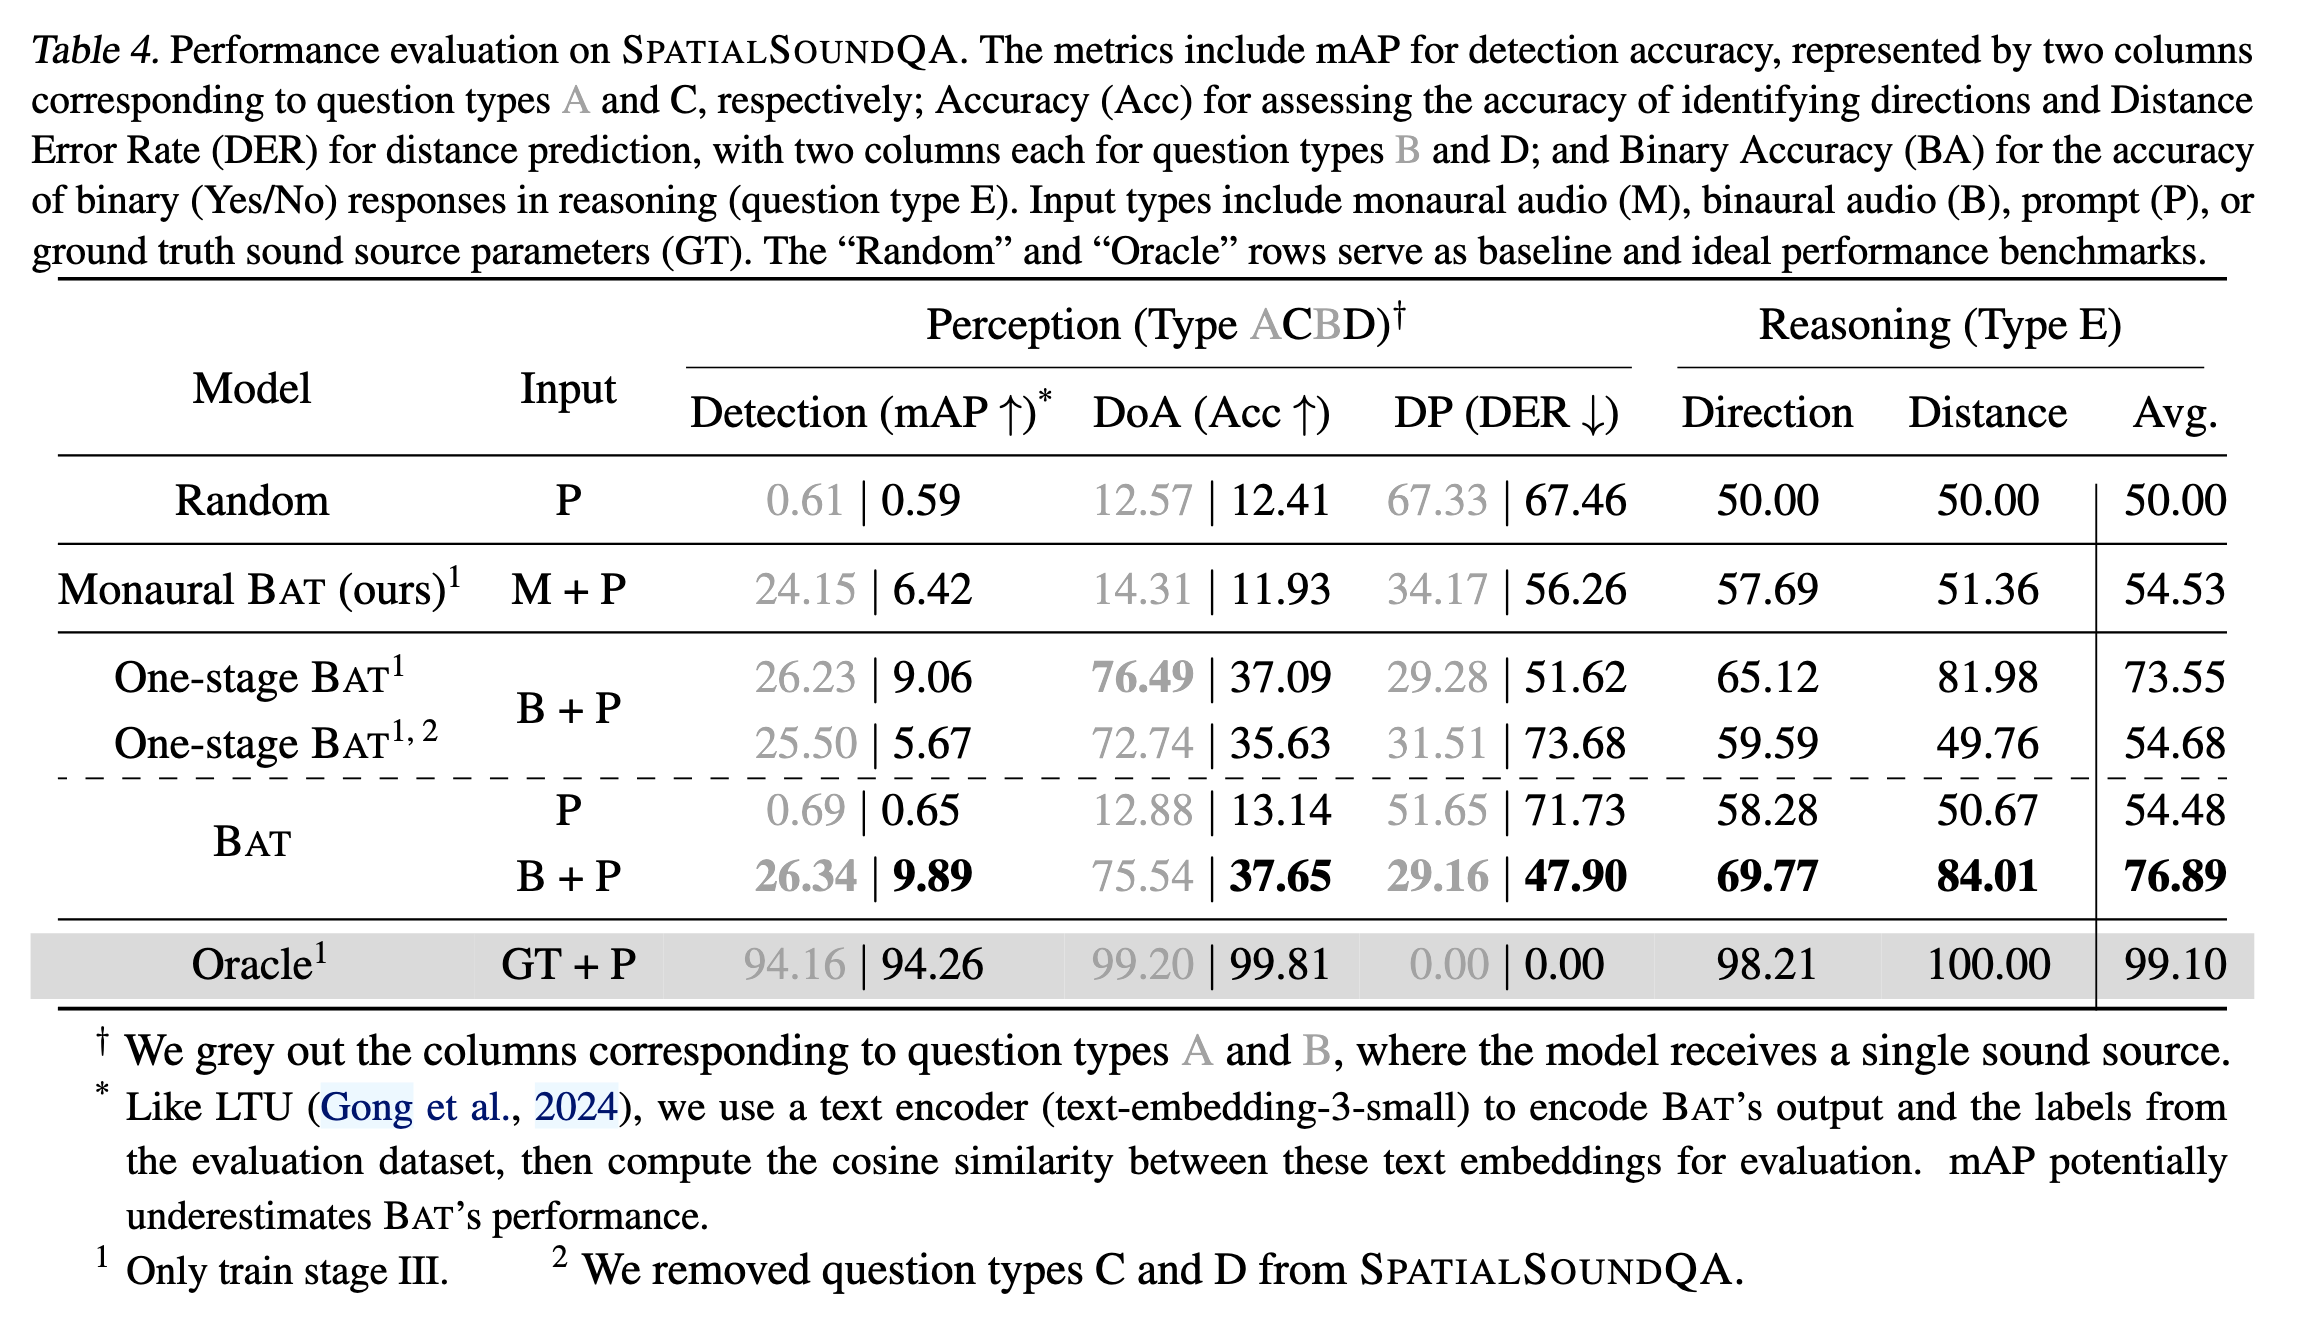 Table 4. Performance evaluation on SPATIALSOUNDQA. The metrics include mAP for detection accuracy, represented by two columns
corresponding to question types A and C, respectively; Accuracy (Acc) for assessing the accuracy of identifying directions and Distance
Error Rate (DER) for distance prediction, with two columns each for question types B and D; and Binary Accuracy (BA) for the accuracy
of binary (Yes/No) responses in reasoning (question type E). Input types include monaural audio (M), binaural audio (B), prompt (P), or
ground truth sound source parameters (GT). The “Random” and “Oracle” rows serve as baseline and ideal performance benchmarks.
Perception (Type ACBD)† Reasoning (Type E)
Model Input
Detection (mAP ↑)* DoA (Acc ↑) DP (DER ↓) Direction Distance Avg.
Random P 0.61 | 0.59 12.57 | 12.41 67.33 | 67.46 50.00 50.00 50.00
Monaural BAT (ours)1 M + P 24.15 | 6.42 14.31 | 11.93 34.17 | 56.26 57.69 51.36 54.53
One-stage BAT1 26.23 | 9.06 76.49 | 37.09 29.28 | 51.62 65.12 81.98 73.55
B + P
One-stage BAT1, 2 25.50 | 5.67 72.74 | 35.63 31.51 | 73.68 59.59 49.76 54.68
P 0.69 | 0.65 12.88 | 13.14 51.65 | 71.73 58.28 50.67 54.48
BAT
B + P 26.34 | 9.89 75.54 | 37.65 29.16 | 47.90 69.77 84.01 76.89
Oracle1 GT + P 94.16 | 94.26 99.20 | 99.81 0.00 | 0.00 98.21 100.00 99.10
† We grey out the columns corresponding to question types A and B, where the model receives a single sound source.
* Like LTU (Gong et al., 2024), we use a text encoder (text-embedding-3-small) to encode BAT’s output and the labels from
the evaluation dataset, then compute the cosine similarity between these text embeddings for evaluation. mAP potentially
underestimates BAT’s performance.
1 Only train stage III. 2 We removed question types C and D from SPATIALSOUNDQA.